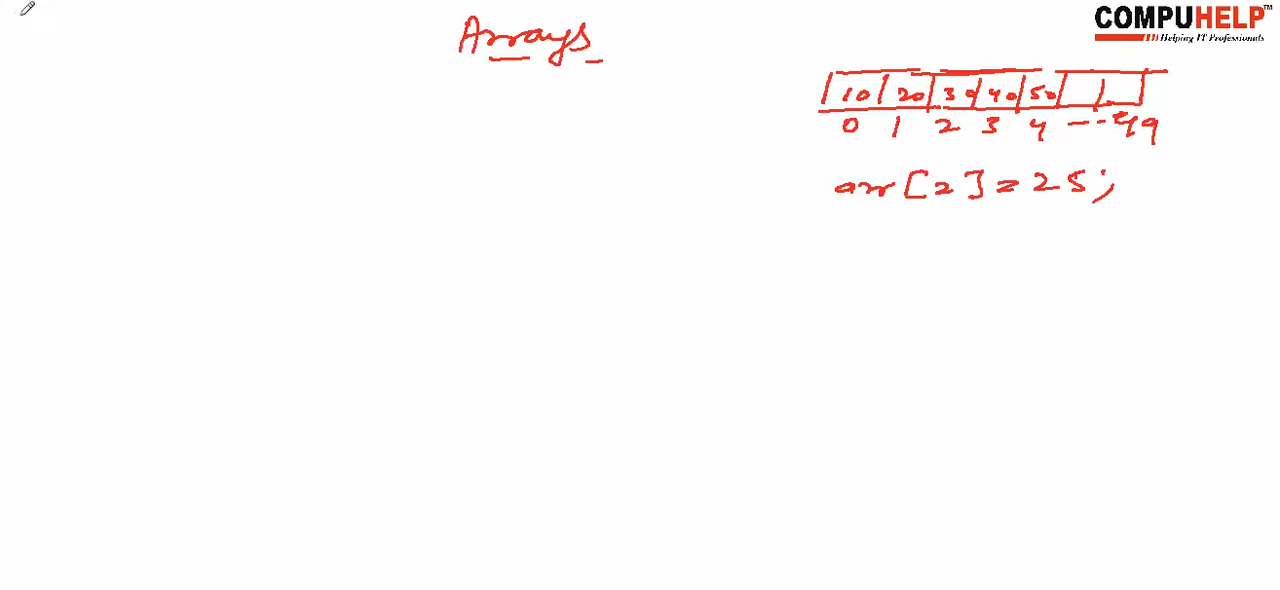 Arrays
COMPUHELP™
Helping IT Professionals
10 20 30 40 50
0 1 2 3 4 --- 49
arr[2]=25;